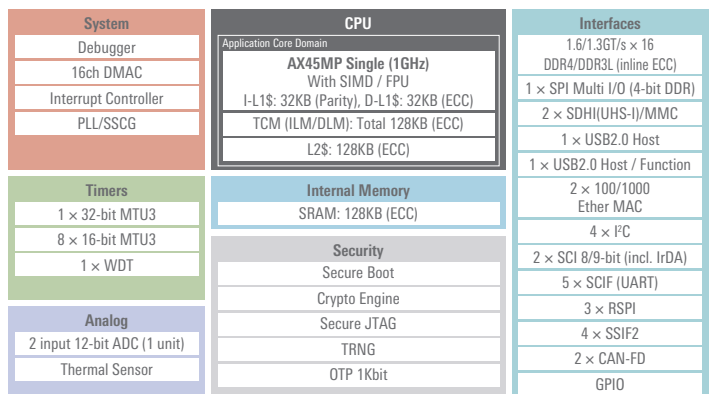 System
Debugger
16ch DMAC
Interrupt Controller
PLL/SSCG
Timers
1 × 32-bit MTU3
8 × 16-bit MTU3
1 × WDT
Analog
2 input 12-bit ADC (1 unit)
Thermal Sensor
CPU
Application Core Domain
AX45MP Single (1GHz)
With SIMD / FPU
I-L1$: 32KB (Parity), D-L1$: 32KB (ECC)
TCM (ILM/DLM): Total 128KB (ECC)
L2$: 128KB (ECC)
Internal Memory
SRAM: 128KB (ECC)
Security
Secure Boot
Crypto Engine
Secure JTAG
TRNG
OTP 1Kbit
Interfaces
1.6/1.3GT/s × 16
DDR4/DDR3L (inline ECC)
1 × SPI Multi I/O (4-bit DDR)
2 × SDHI(UHS-I)/MMC
1 × USB2.0 Host
1 × USB2.0 Host / Function
2 × 100/1000
Ether MAC
4 × I²C
2 × SCI 8/9-bit (incl. IrDA)
5 × SCIF (UART)
3 × RSPI
4 × SSIF2
2 × CAN-FD
GPIO